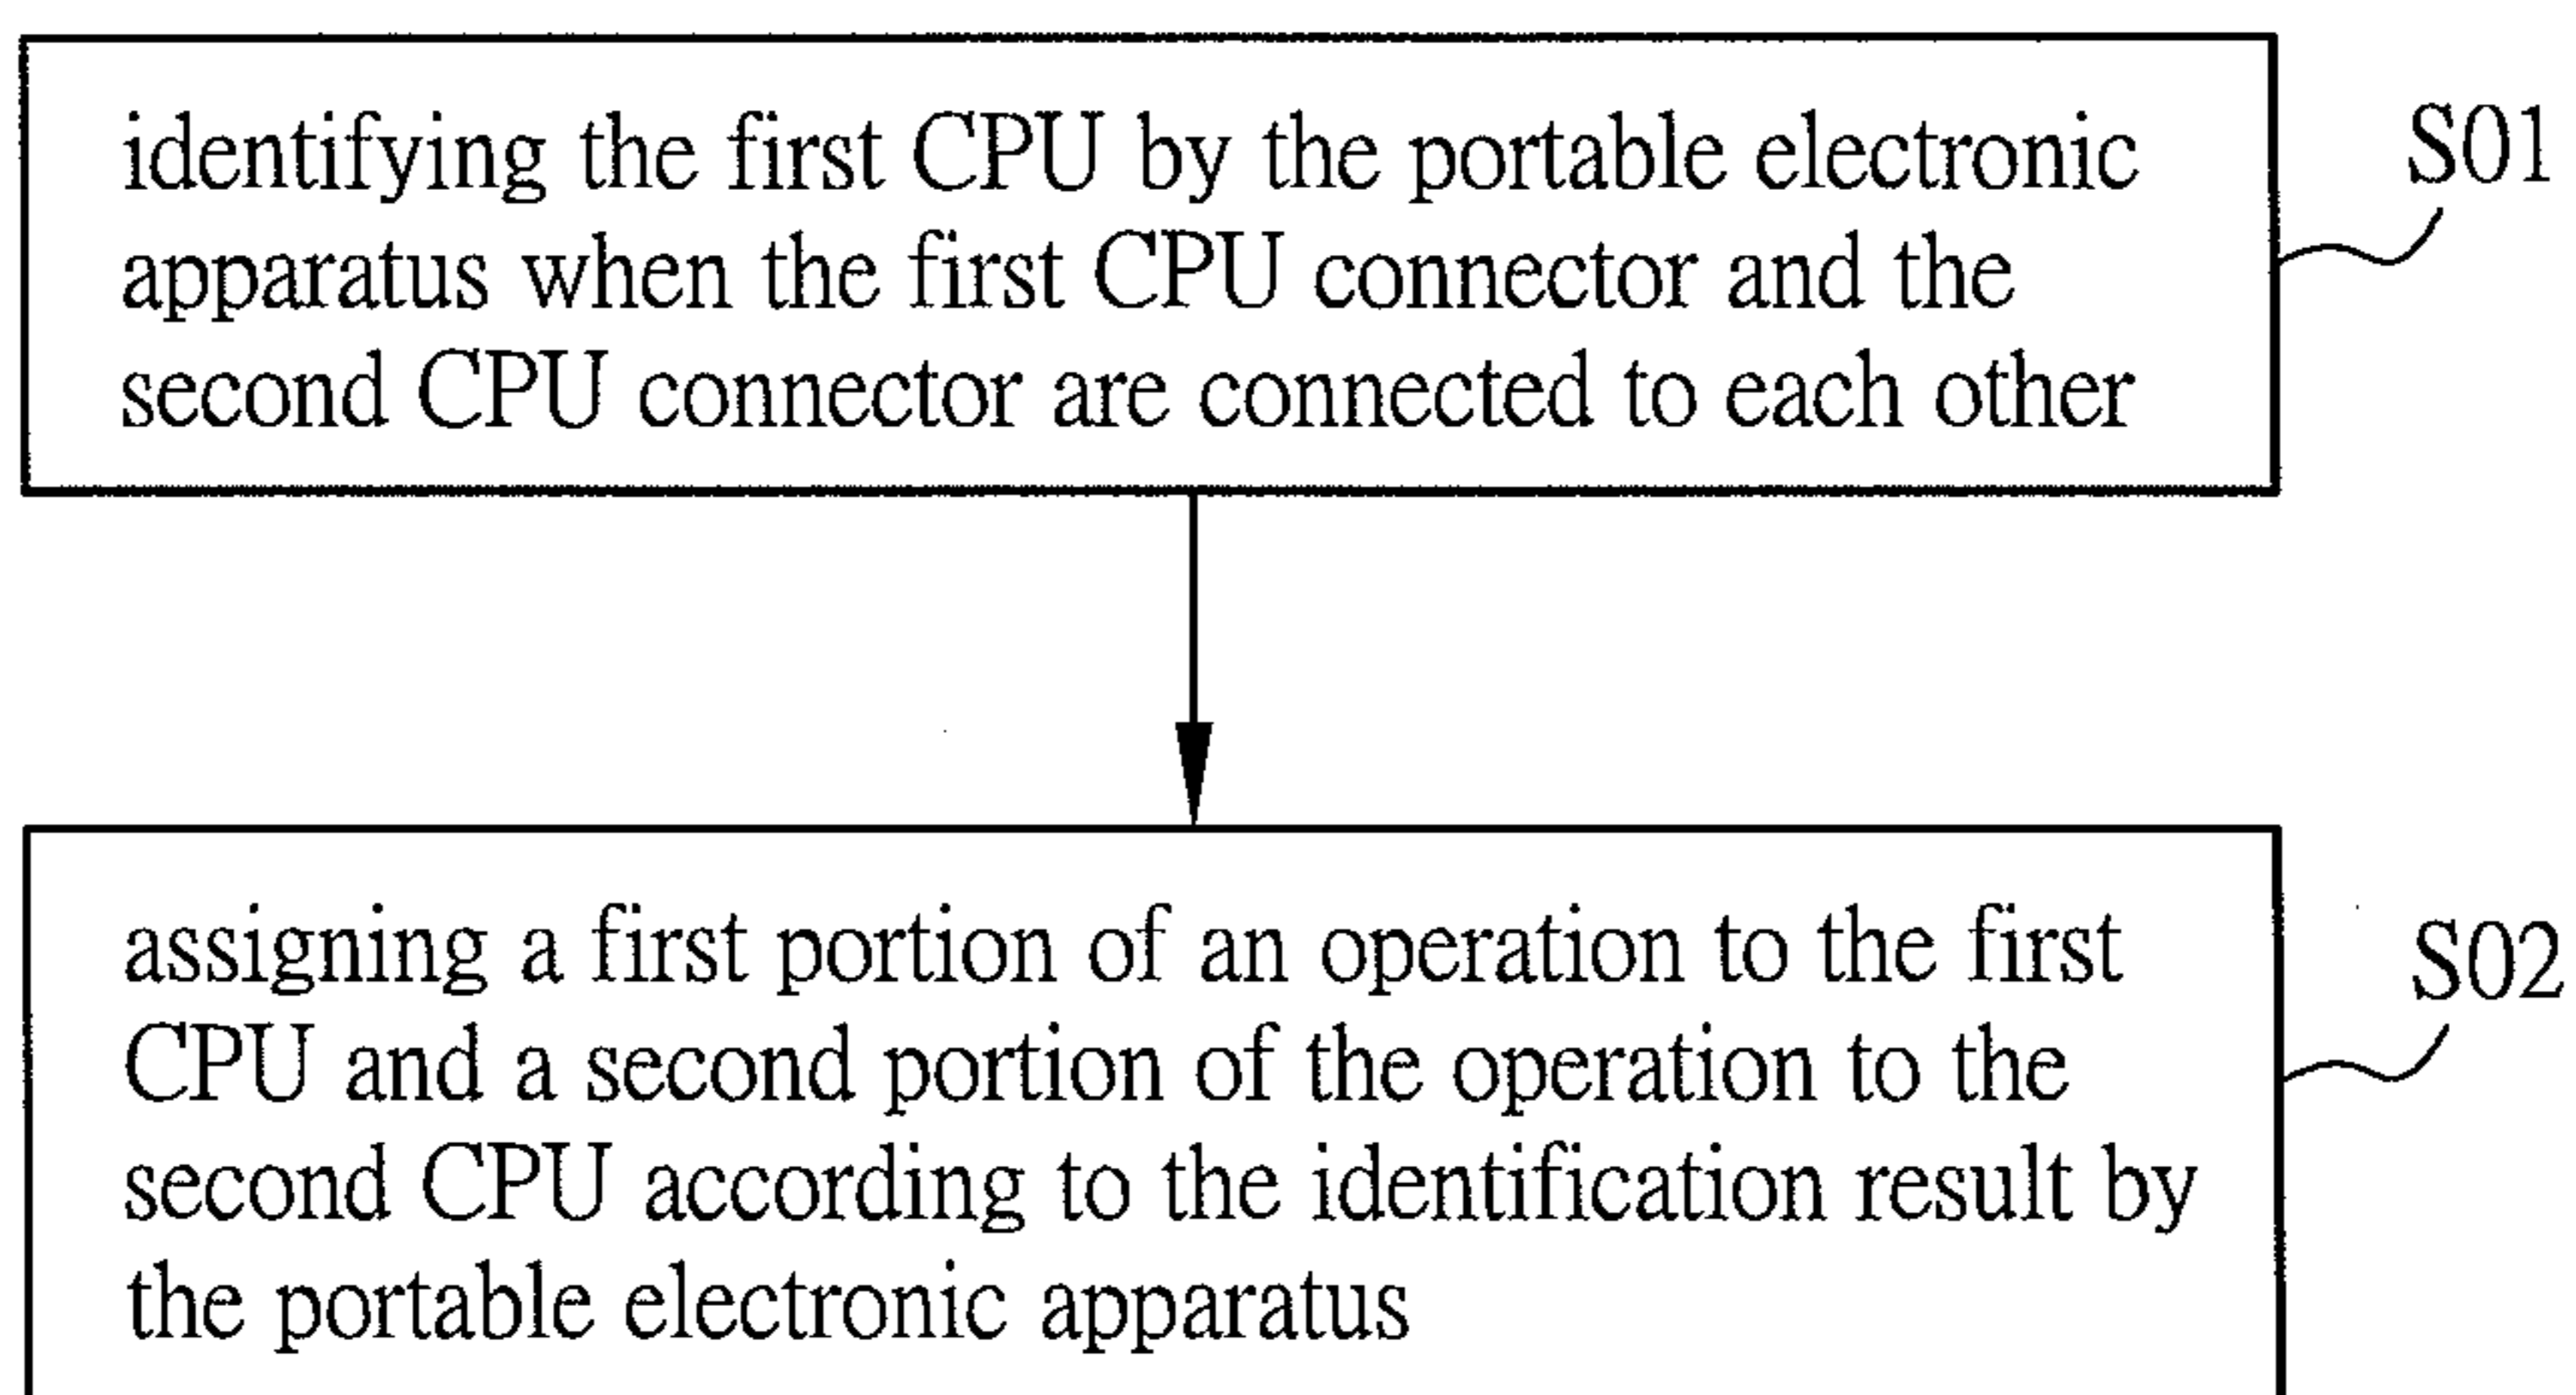 identifying the first CPU by the portable electronic
apparatus when the first CPU connector and the
second CPU connector are connected to each other
S01
assigning a first portion of an operation to the first
CPU and a second portion of the operation to the
second CPU according to the identification result by
the portable electronic apparatus
S02